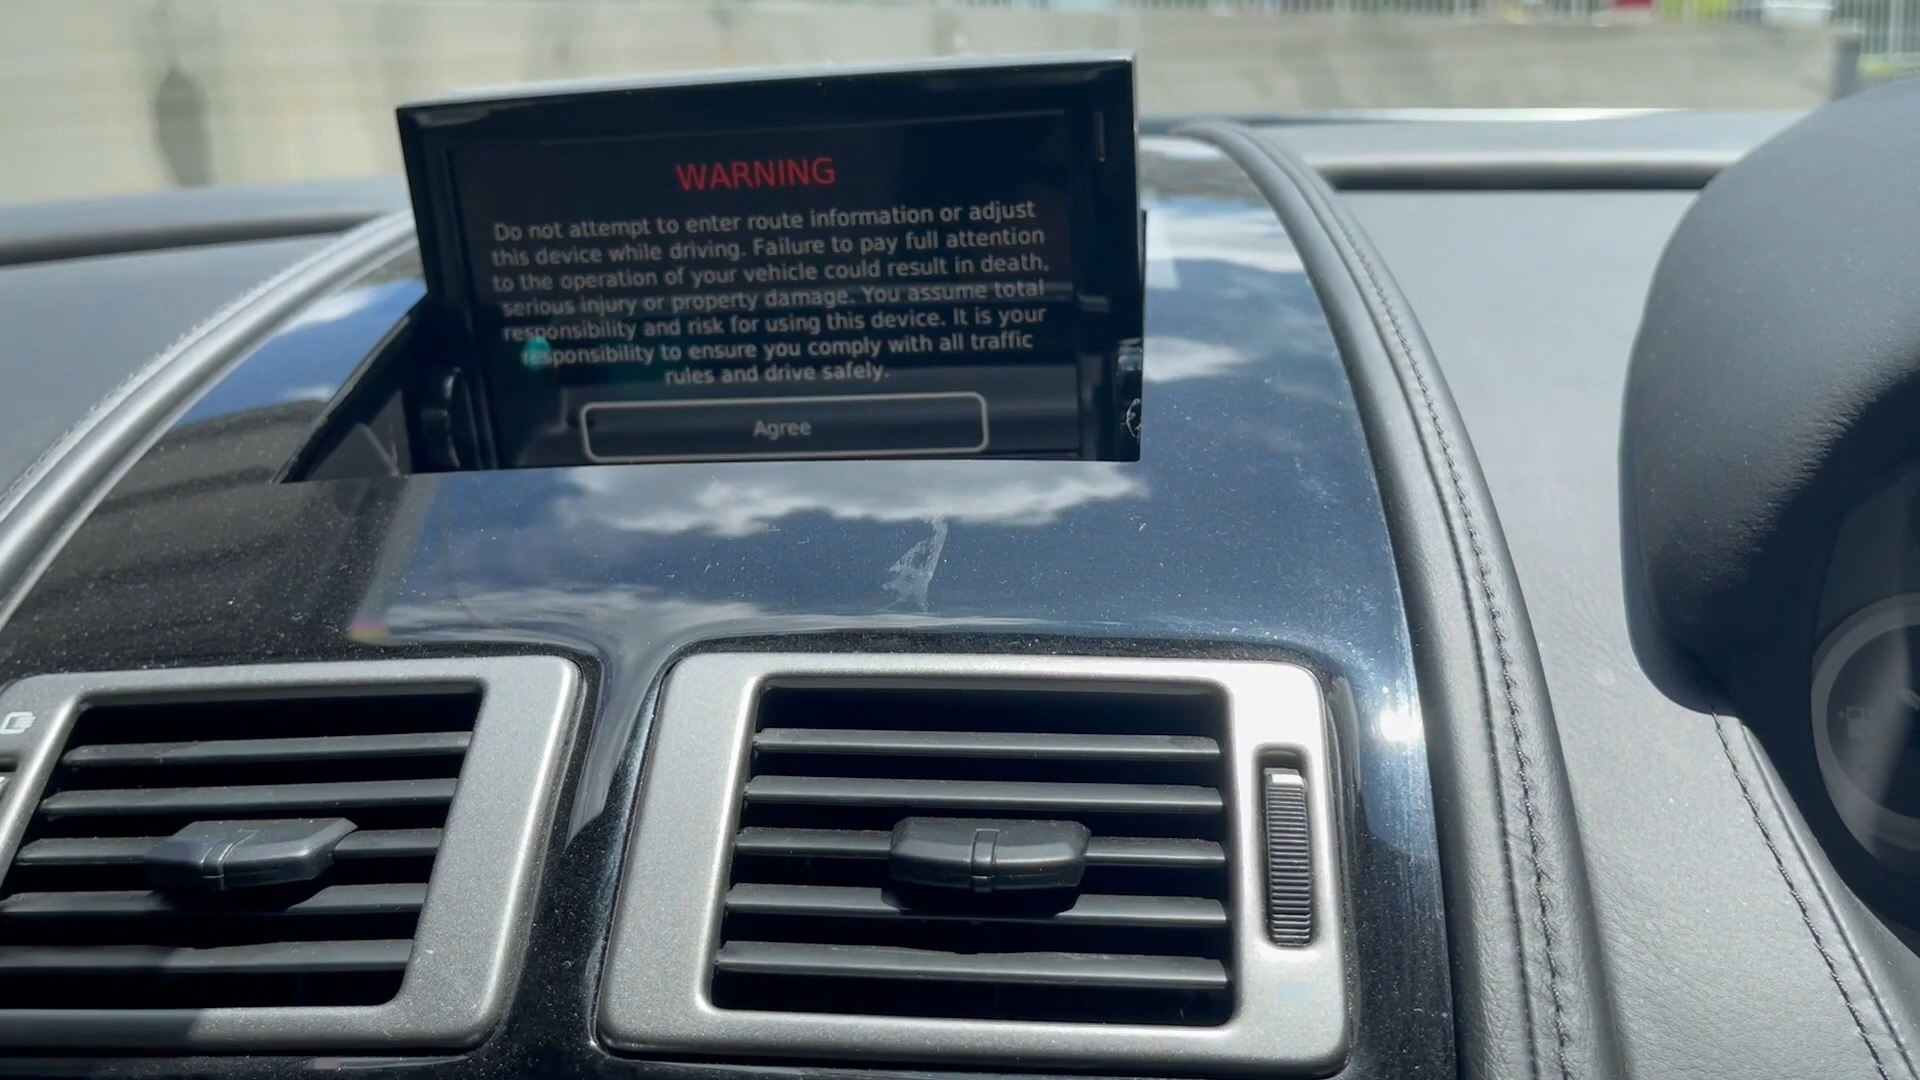 WARNING
Do not attempt to enter route information or adjust
this device while driving. Failure to pay full attention
to the operation of your vehicle could result in death,
serious injury or property damage. You assume total
responsibility and risk for using this device. It is your
responsibility to ensure you comply with all traffic
rules and drive safely.
Agree